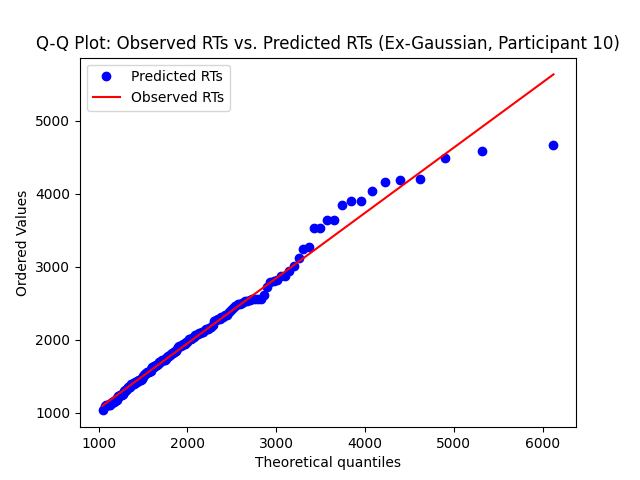 Q-Q Plot: Observed RTs vs. Predicted RTs (Ex-Gaussian, Participant 10)
Predicted RTs
Observed RTs
Ordered Values
5000
4000
3000
2000
1000
1000 2000 3000 4000 5000 6000
Theoretical quantiles